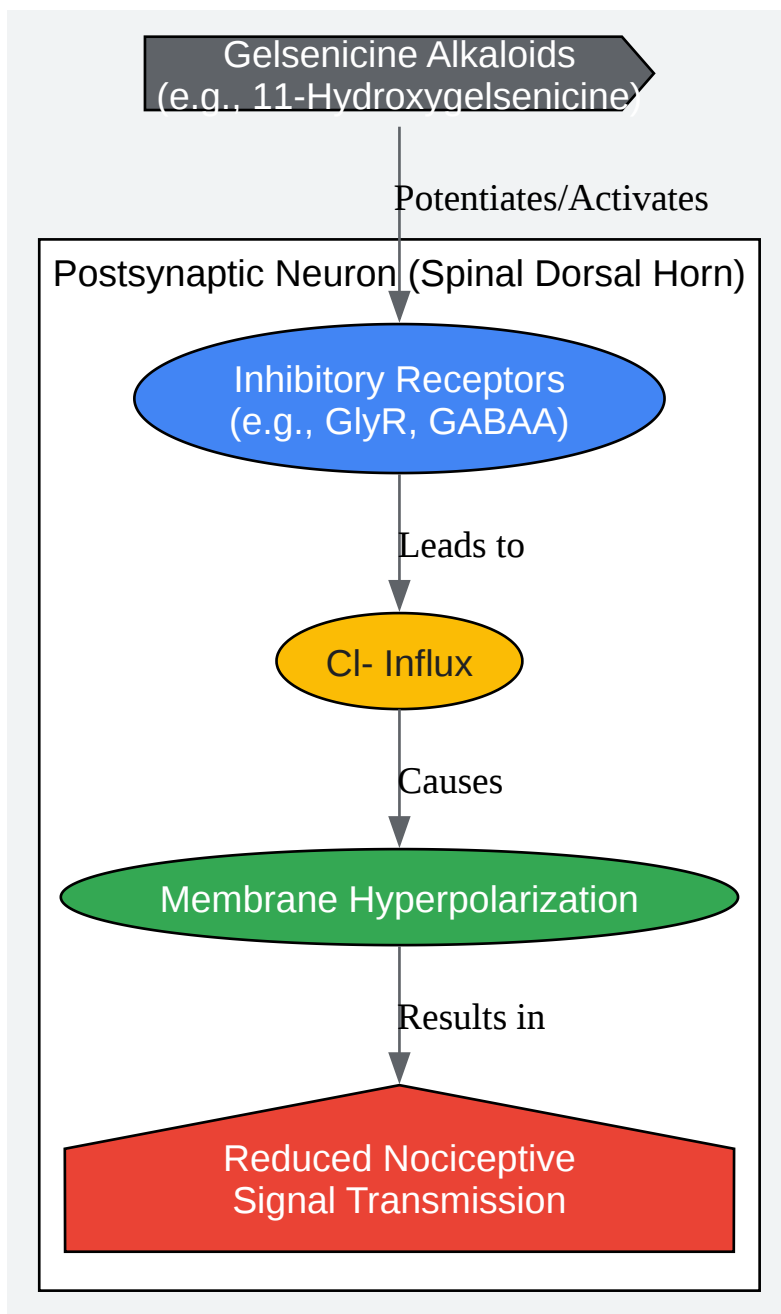 Gelsenicine Alkaloids
(e.g., 11-Hydroxygelsenicine)
Potentiates/Activates
Postsynaptic Neuron (Spinal Dorsal Horn)
Inhibitory Receptors
(e.g., GlyR, GABAA)
Leads to
Cl- Influx
Causes
Membrane Hyperpolarization
Results in
Reduced Nociceptive
Signal Transmission